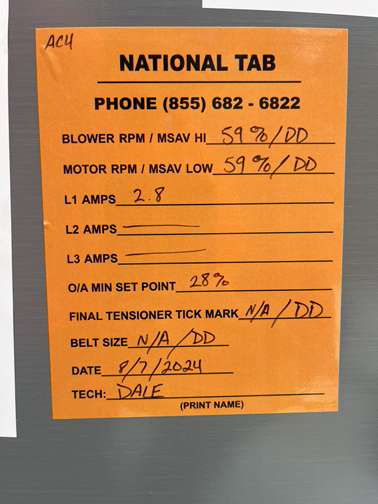 AC4
NATIONAL TAB
PHONE (855) 682 - 6822
BLOWER RPM / MSAV HI 59%/DD
MOTOR RPM / MSAV LOW 59%/DD
L1 AMPS 2.8
L2 AMPS —
L3 AMPS —
O/A MIN SET POINT 28%
FINAL TENSIONER TICK MARK N/A / DD
BELT SIZE N/A / DD
DATE 8/7/2024
TECH: DALE
(PRINT NAME)